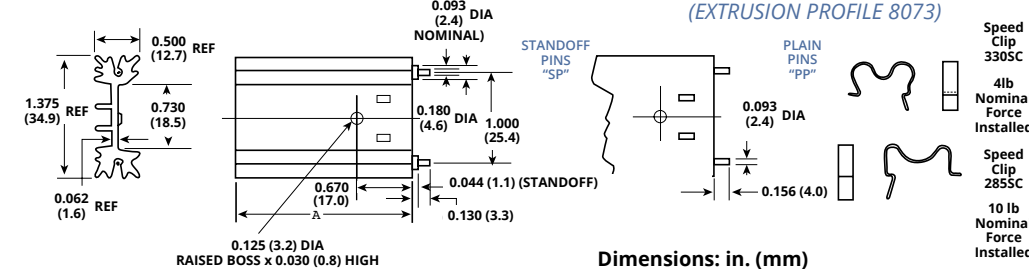 0.093
(2.4) DIA
NOMINAL)
(EXTRUSION PROFILE 8073)
0.500
(12.7) REF
STANDOFF
PINS
“SP”
PLAIN
PINS
“PP”
Speed
Clip
330SC
4lb
Nomina
Force
Installed
1.375
(34.9) REF
0.730
(18.5)
0.180
(4.6) DIA
1.000
(25.4)
0.093
(2.4) DIA
Speed
Clip
285SC
10 lb
Nomina
Force
Installed
0.062
(1.6) REF
0.670
(17.0)
0.044 (1.1) (STANDOFF)
0.156 (4.0)
A
0.130 (3.3)
0.125 (3.2) DIA
RAISED BOSS x 0.030 (0.8) HIGH
Dimensions: in. (mm)